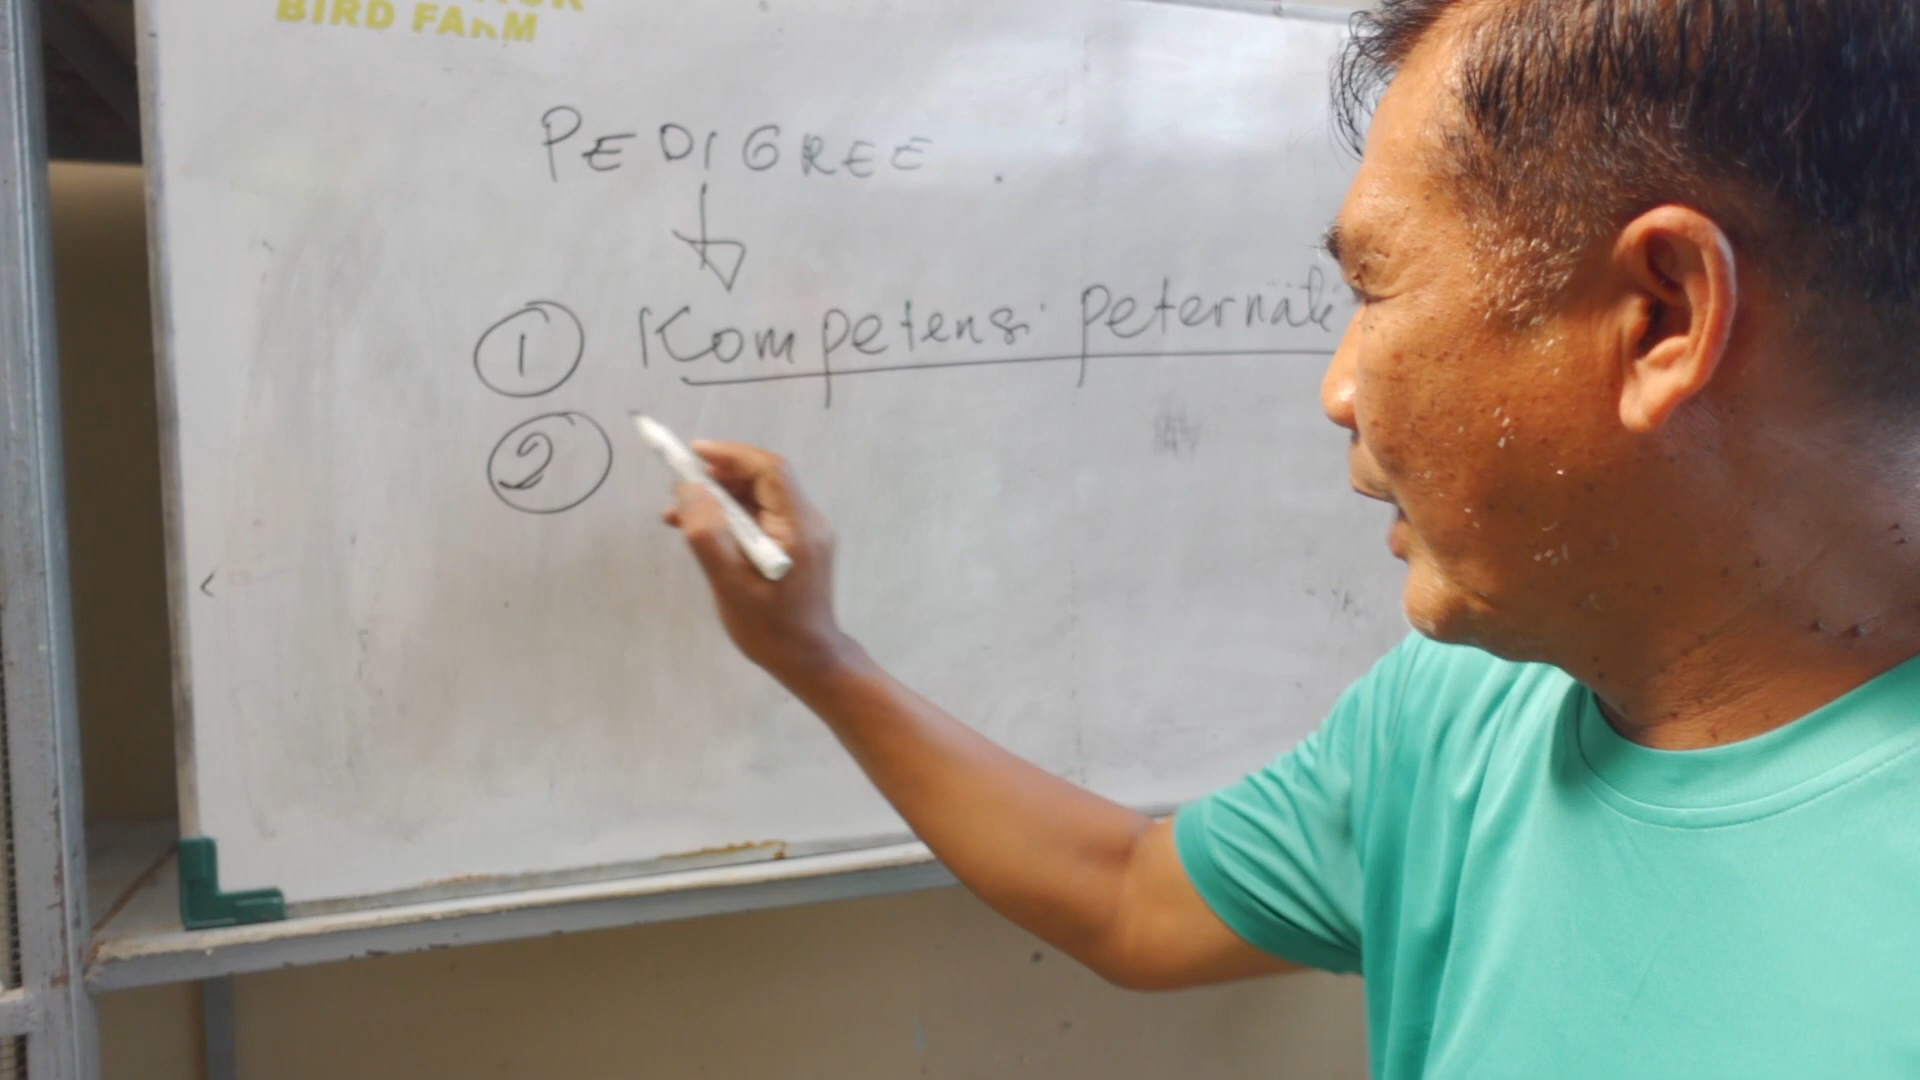 BIRD FARM
PEDIGREE
① Kompetensi peternak
②